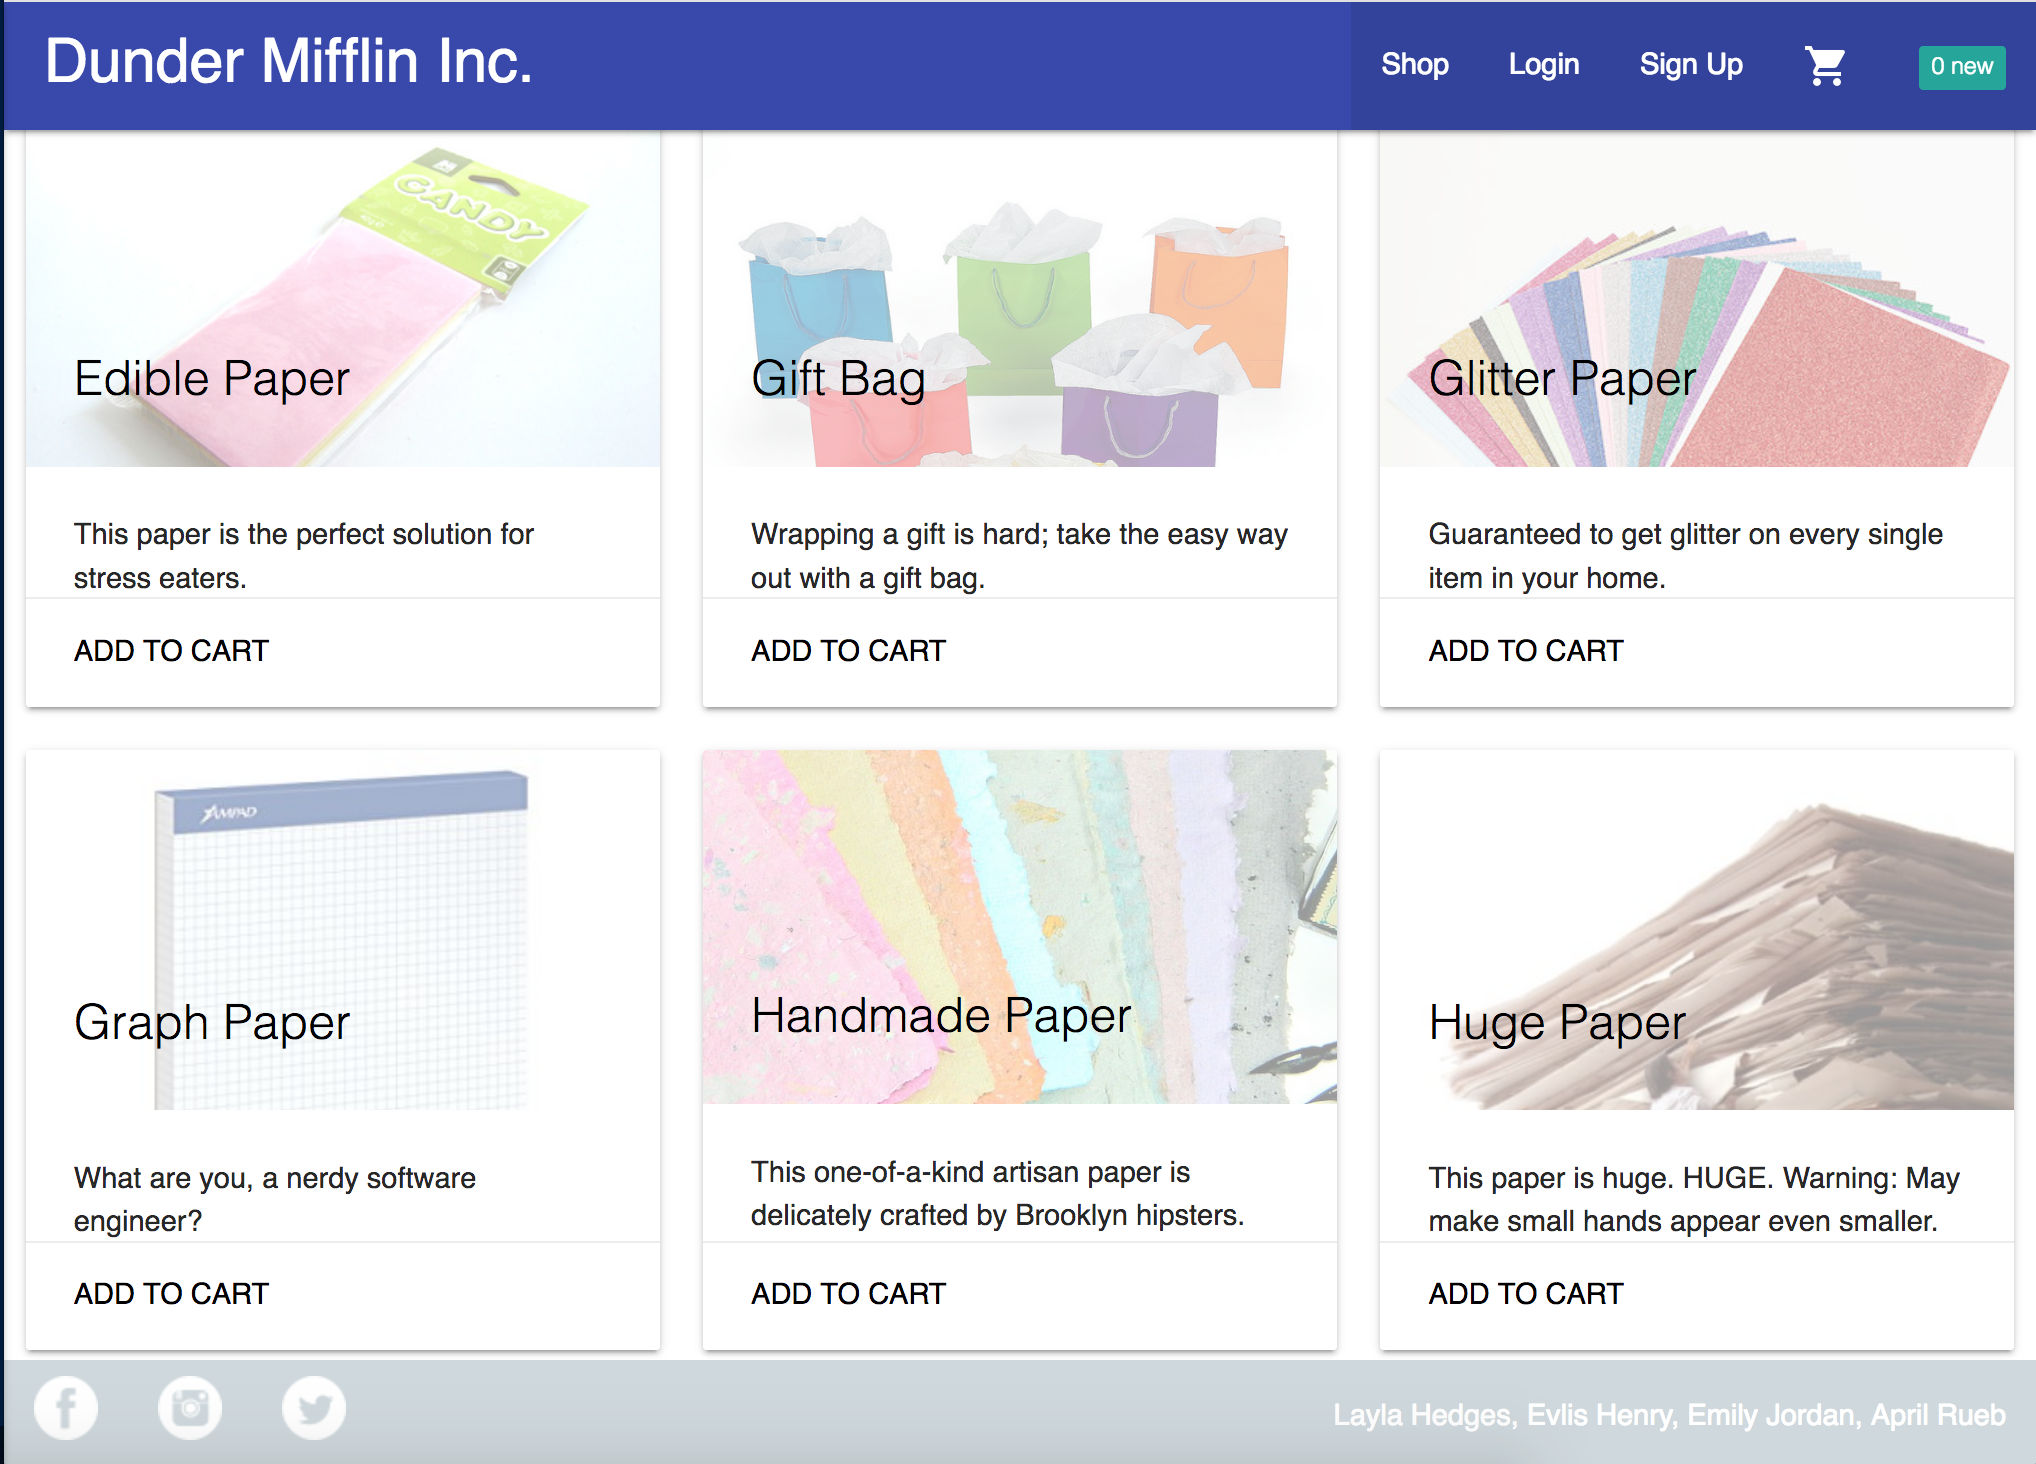 Dunder Mifflin Inc.
Shop
Login
Sign Up
0 new
CANDY
Edible Paper
This paper is the perfect solution for
stress eaters.
ADD TO CART
Gift Bag
Wrapping a gift is hard; take the easy way
out with a gift bag.
ADD TO CART
Glitter Paper
Guaranteed to get glitter on every single
item in your home.
ADD TO CART
AMPAD
Graph Paper
What are you, a nerdy software
engineer?
ADD TO CART
Handmade Paper
This one-of-a-kind artisan paper is
delicately crafted by Brooklyn hipsters.
ADD TO CART
Huge Paper
This paper is huge. HUGE. Warning: May
make small hands appear even smaller.
ADD TO CART
Layla Hedges, Evlis Henry, Emily Jordan, April Rueb